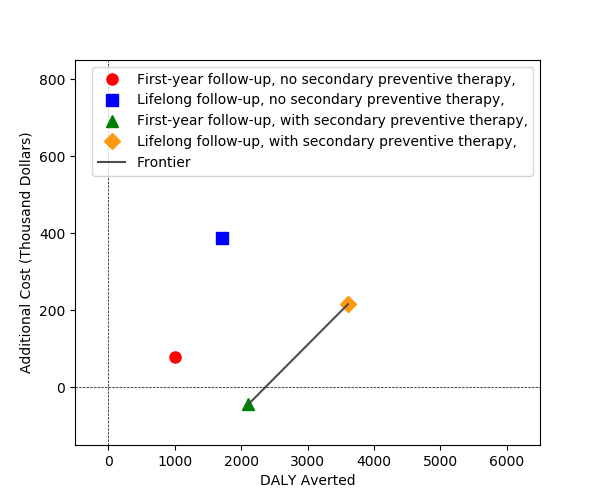 First-year follow-up, no secondary preventive therapy,
Lifelong follow-up, no secondary preventive therapy,
First-year follow-up, with secondary preventive therapy,
Lifelong follow-up, with secondary preventive therapy,
Frontier
Additional Cost (Thousand Dollars)
800
600
400
200
0
0 1000 2000 3000 4000 5000 6000
DALY Averted